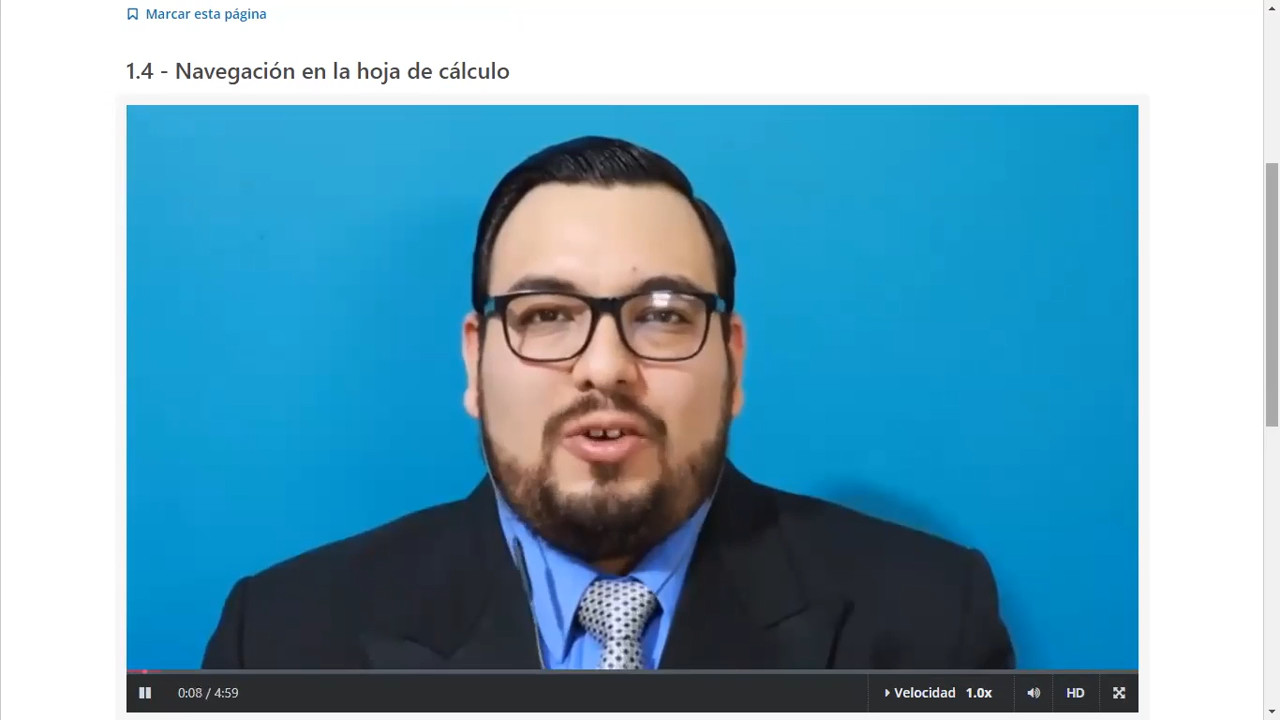 Marcar esta página
1.4 - Navegación en la hoja de cálculo
0:08 / 4:59
Velocidad 1.0x
HD